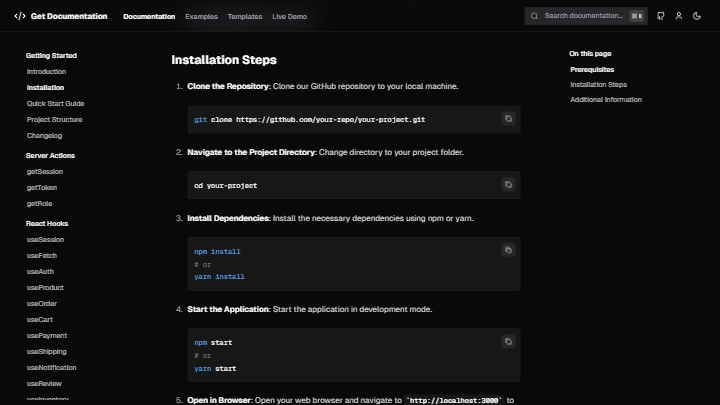 Get Documentation
Documentation
Examples
Templates
Live Demo
Search documentation...
⌘ K
Getting Started
Introduction
Installation
Quick Start Guide
Project Structure
Changelog
Server Actions
getSession
getToken
getRole
React Hooks
useSession
useFetch
useAuth
useProduct
useOrder
useCart
usePayment
useShipping
useNotification
useReview
useInventory
Installation Steps
1. Clone the Repository: Clone our GitHub repository to your local machine.
git clone https://github.com/your-repo/your-project.git
2. Navigate to the Project Directory: Change directory to your project folder.
cd your-project
3. Install Dependencies: Install the necessary dependencies using npm or yarn.
npm install
# or
yarn install
4. Start the Application: Start the application in development mode.
npm start
# or
yarn start
5. Open in Browser: Open your web browser and navigate to `http://localhost:3000` to
On this page
Prerequisites
Installation Steps
Additional Information